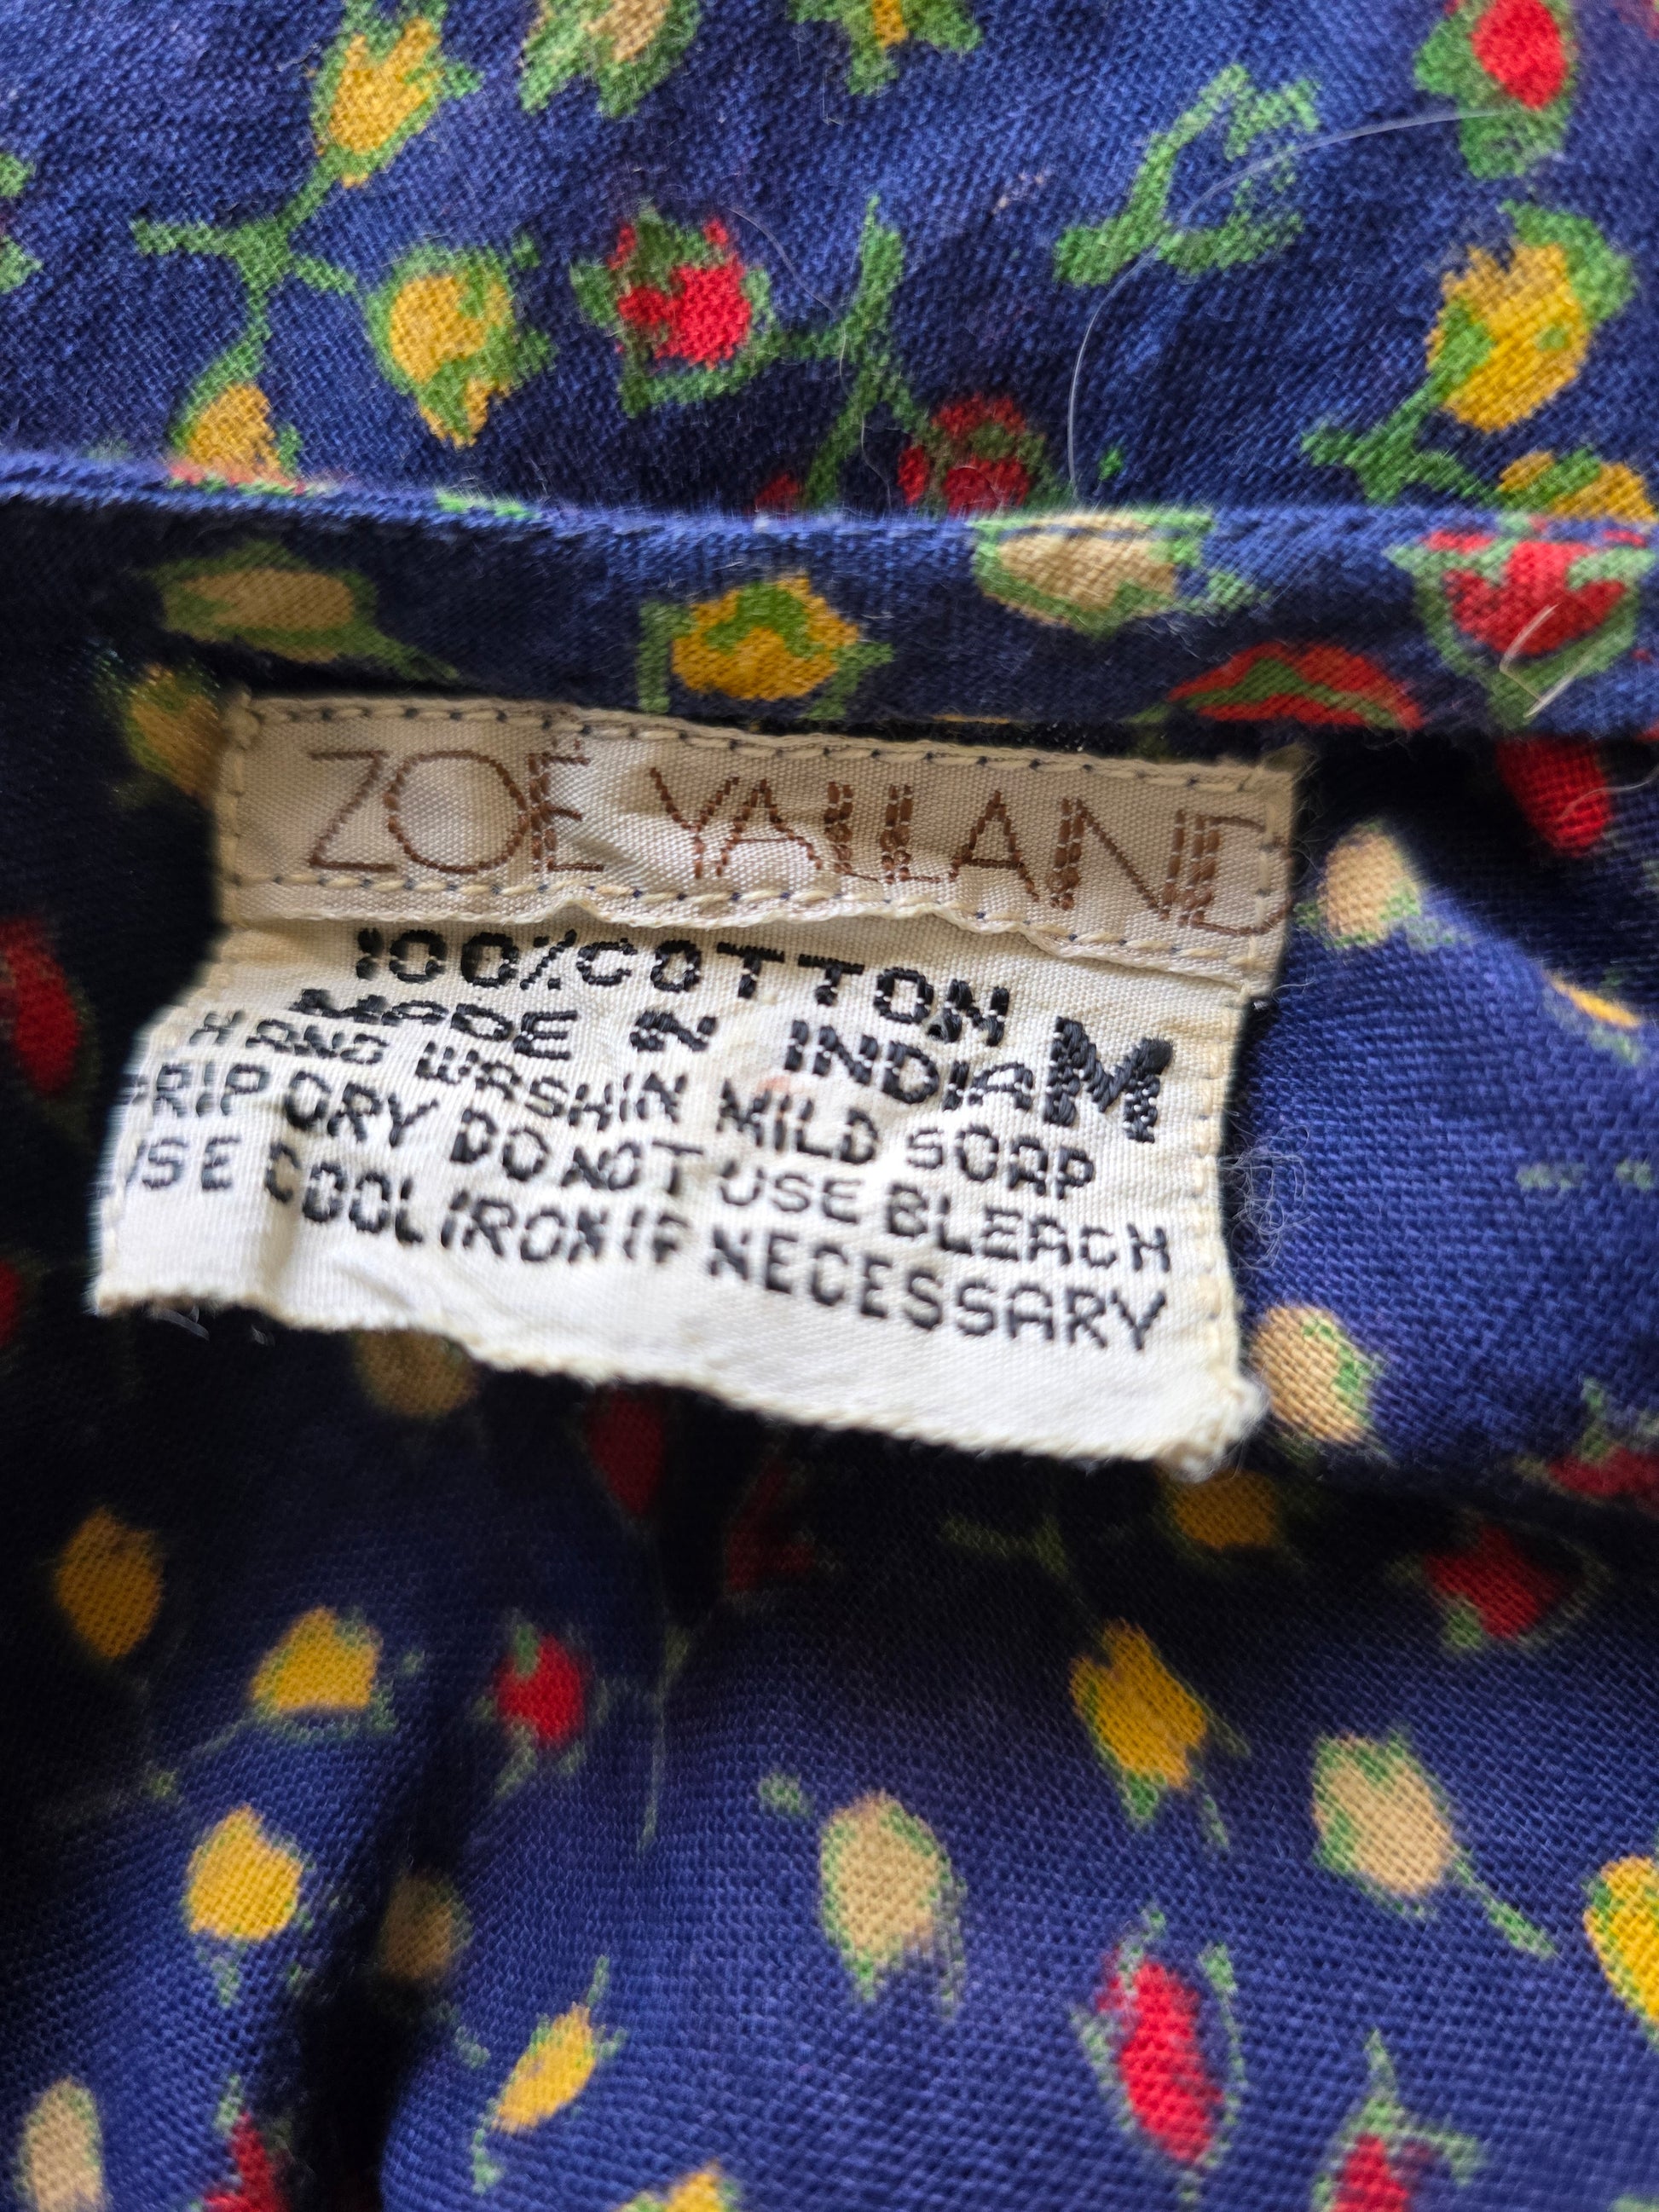 ZOE YALLAND
100% COTTON
MADE IN INDIA M
HAND WASH IN MILD SOAP
DRIP DRY DO NOT USE BLEACH
USE COOL IRON IF NECESSARY